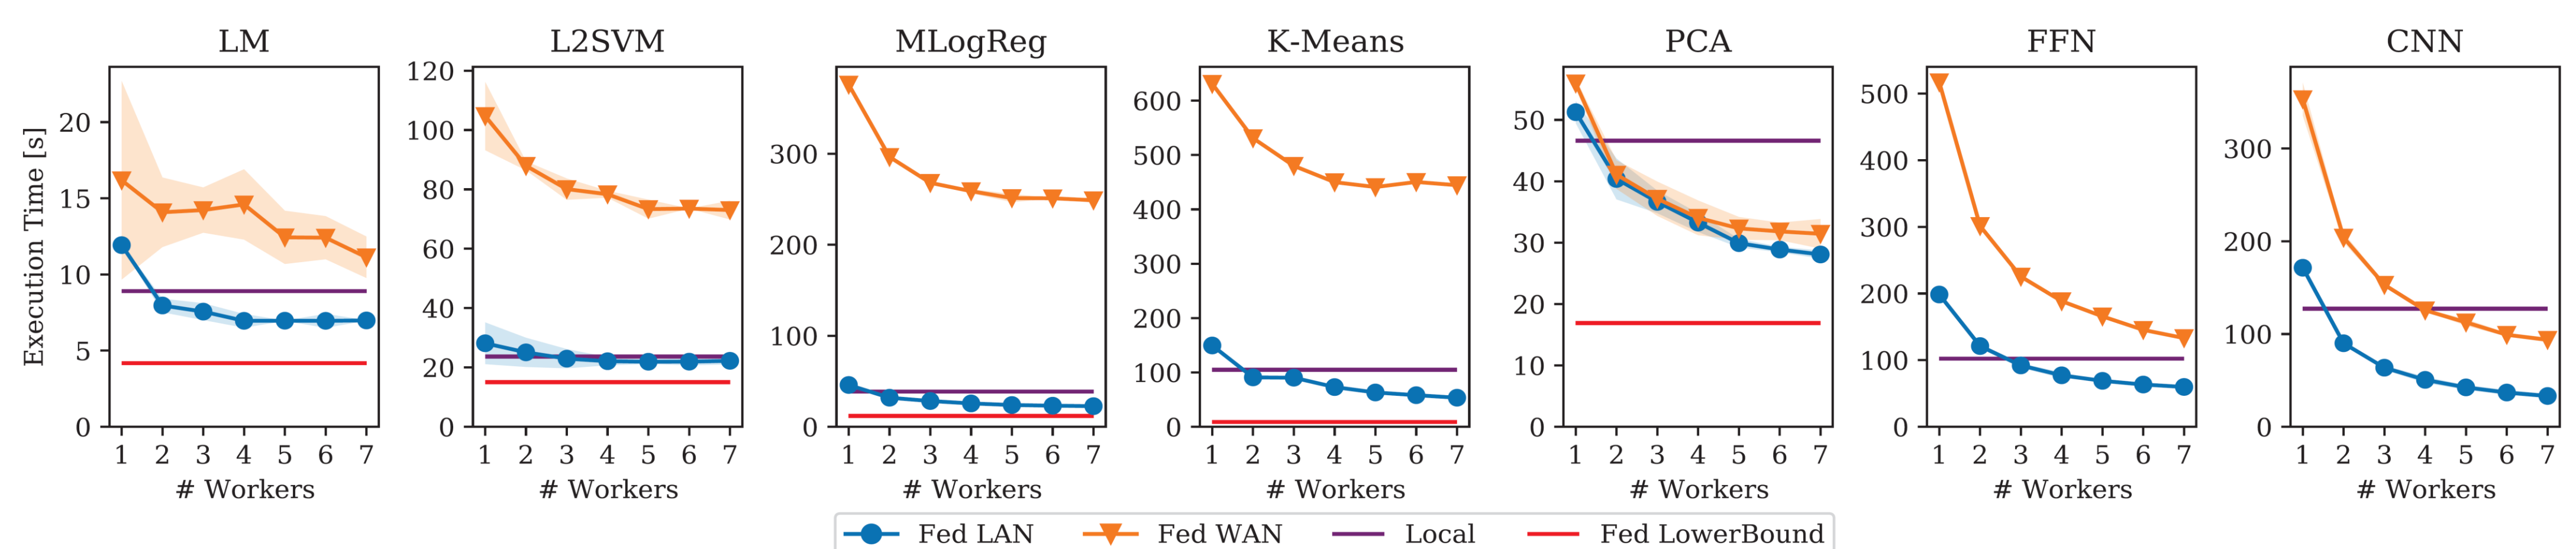 LM L2SVM MLogReg K-Means PCA FFN CNN
Execution Time [s]
20 15 10 5 0
120 100 80 60 40 20 0
300 200 100 0
600 500 400 300 200 100 0
50 40 30 20 10 0
500 400 300 200 100 0
300 200 100 0
1 2 3 4 5 6 7 1 2 3 4 5 6 7 1 2 3 4 5 6 7 1 2 3 4 5 6 7 1 2 3 4 5 6 7 1 2 3 4 5 6 7 1 2 3 4 5 6 7
# Workers # Workers # Workers # Workers # Workers # Workers # Workers
Fed LAN Fed WAN Local Fed LowerBound